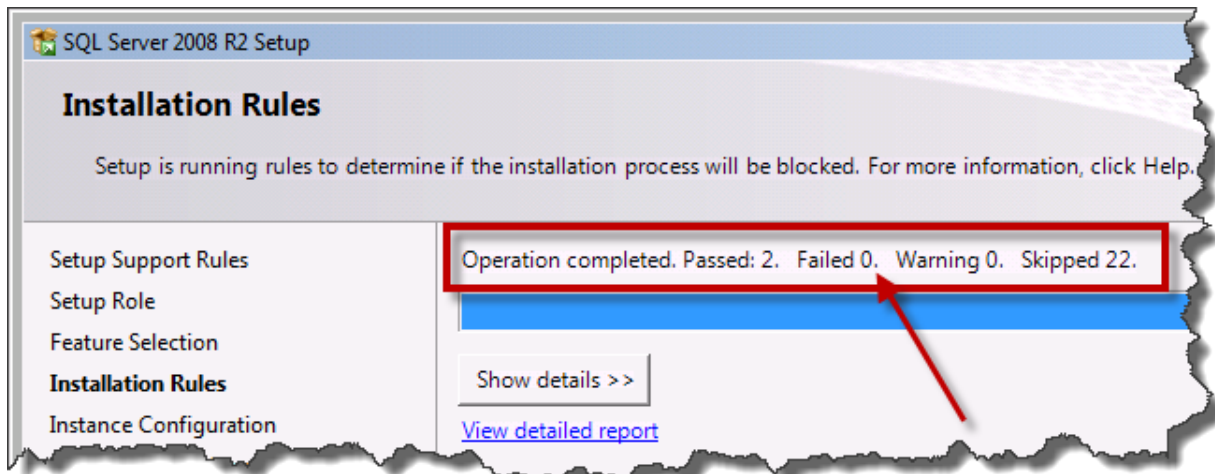 SQL Server 2008 R2 Setup
Installation Rules
Setup is running rules to determine if the installation process will be blocked. For more information, click Help.
Setup Support Rules
Setup Role
Feature Selection
Installation Rules
Instance Configuration
Operation completed. Passed: 2.   Failed 0.   Warning 0.   Skipped 22.
Show details >>
View detailed report